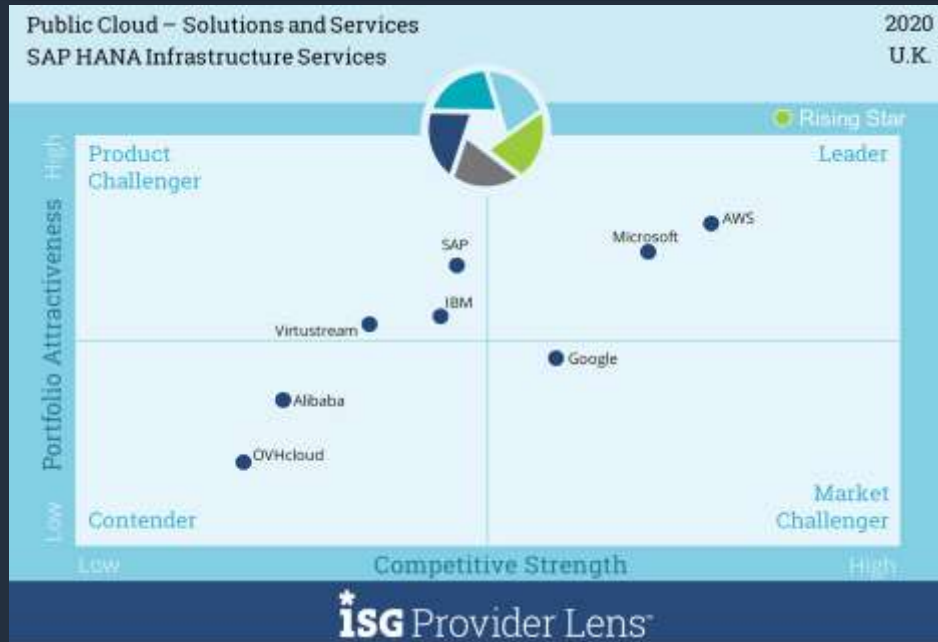 Public Cloud – Solutions and Services
2020
SAP HANA Infrastructure Services
U.K.
Rising Star
High
Product
Challenger
Leader
AWS
Microsoft
SAP
IBM
Virtustream
Google
Alibaba
OVHcloud
Portfolio Attractiveness
Low
Contender
Market
Challenger
Low
Competitive Strength
High
ISG Provider Lens™